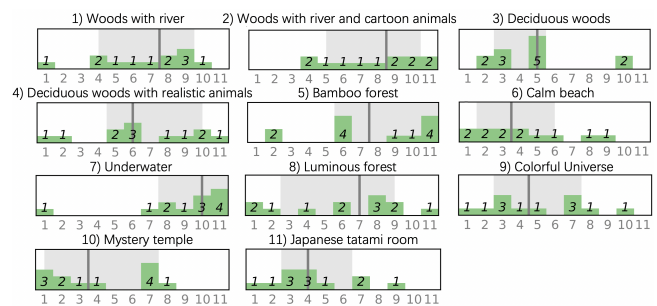 1) Woods with river
1 2 1 1 1 2 3 1
1 2 3 4 5 6 7 8 9 10 11
2) Woods with river and cartoon animals
2 1 1 1 1 2 2 2
1 2 3 4 5 6 7 8 9 10 11
3) Deciduous woods
2 3 5 2
1 2 3 4 5 6 7 8 9 10 11
4) Deciduous woods with realistic animals
1 1 2 3 1 1 2 1
1 2 3 4 5 6 7 8 9 10 11
5) Bamboo forest
2 4 1 1 4
1 2 3 4 5 6 7 8 9 10 11
6) Calm beach
2 2 2 2 1 1 1 1
1 2 3 4 5 6 7 8 9 10 11
7) Underwater
1 1 2 1 3 4
1 2 3 4 5 6 7 8 9 10 11
8) Luminous forest
2 1 1 2 3 2 1
1 2 3 4 5 6 7 8 9 10 11
9) Colorful Universe
1 1 3 1 1 3 1 1
1 2 3 4 5 6 7 8 9 10 11
10) Mystery temple
3 2 1 1 4 1
1 2 3 4 5 6 7 8 9 10 11
11) Japanese tatami room
1 1 3 3 1 2 1
1 2 3 4 5 6 7 8 9 10 11